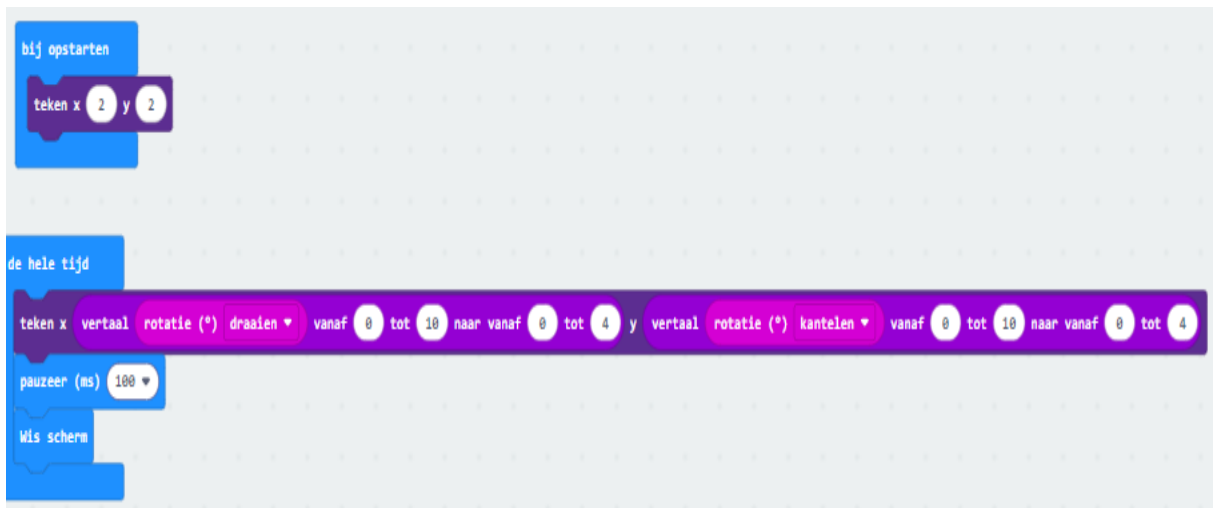 bij opstarten
teken x 2 y 2
de hele tijd
teken x vertaal rotatie (°) draaien vanaf 0 tot 10 naar vanaf 0 tot 4 y vertaal rotatie (°) kantelen vanaf 0 tot 10 naar vanaf 0 tot 4
pauzeer (ms) 100
Wis scherm